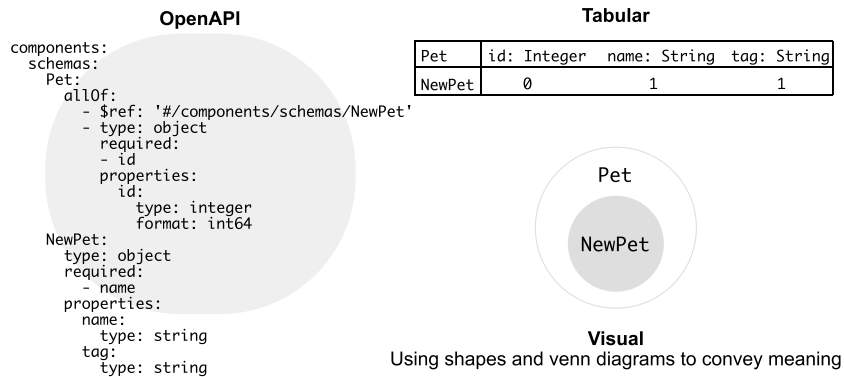 OpenAPI
components:
  schemas:
    Pet:
      allOf:
        - $ref: '#/components/schemas/NewPet'
        - type: object
          required:
          - id
          properties:
            id:
              type: integer
              format: int64
    NewPet:
      type: object
      required:
        - name
      properties:
        name:
          type: string
        tag:
          type: string
Tabular
Pet id: Integer name: String tag: String
NewPet 0 1 1
Pet
NewPet
Visual
Using shapes and venn diagrams to convey meaning